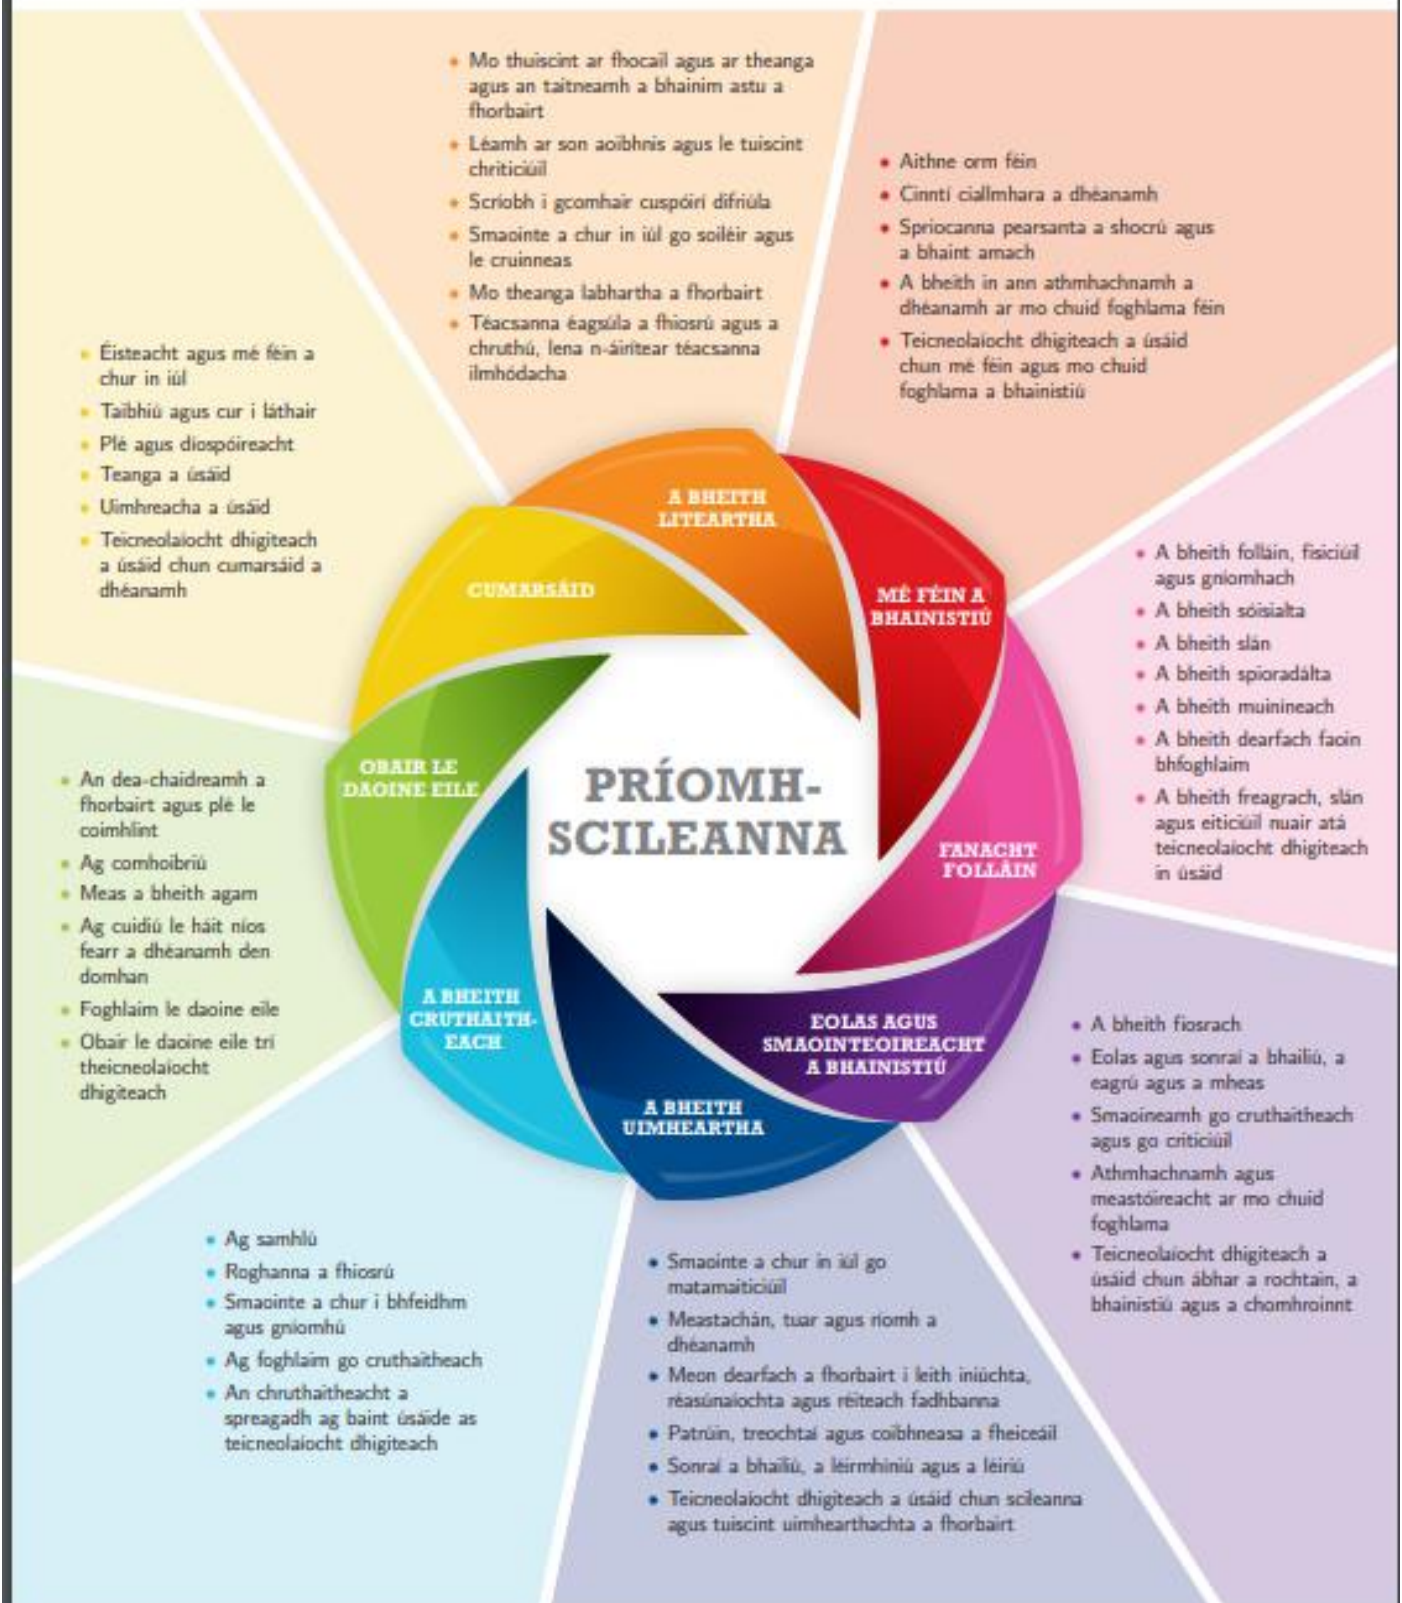 PRÍOMH-
SCILEANNA
A BHEITH
LITEARTHA
• Mo thuiscint ar fhocail agus ar theanga
agus an taitneamh a bhainim astu a
fhorbairt
• Léamh ar son aoibhnis agus le tuiscint
chriticiúil
• Scríobh i gcomhair cuspóirí difriúla
• Smaointe a chur in iúl go soiléir agus
le cruinneas
• Mo theanga labhartha a fhorbairt
• Téacsanna éagsúla a fhiosrú agus a
chruthú, lena n-áirítear téacsanna
ilmhódacha
MÉ FÉIN A
BHAINISTIÚ
• Aithne orm féin
• Cinntí ciallmhara a dhéanamh
• Spriocanna pearsanta a shocrú agus
a bhaint amach
• A bheith in ann athmhachnamh a
dhéanamh ar mo chuid foghlama féin
• Teicneolaíocht dhigiteach a úsáid
chun mé féin agus mo chuid
foghlama a bhainistiú
FANACHT
FOLLÁIN
• A bheith folláin, fisiciúil
agus gníomhach
• A bheith sóisialta
• A bheith slán
• A bheith spioradálta
• A bheith muiníneach
• A bheith dearfach faoin
bhfoghlaim
• A bheith freagrach, slán
agus eiticiúil nuair atá
teicneolaíocht dhigiteach
in úsáid
EOLAS AGUS
SMAOINTEOIREACHT
A BHAINISTIÚ
• A bheith fiosrach
• Eolas agus sonraí a bhailiú, a
eagrú agus a mheas
• Smaoineamh go cruthaitheach
agus go criticiúil
• Athmhachnamh agus
meastóireacht ar mo chuid
foghlama
• Teicneolaíocht dhigiteach a
úsáid chun ábhar a rochtain, a
bhainistiú agus a chomhroinnt
A BHEITH
UIMHEARTHA
• Smaointe a chur in iúl go
matamaiticiúil
• Meastachán, tuar agus ríomh a
dhéanamh
• Meon dearfach a fhorbairt i leith iniúchta,
réasúnaíochta agus réiteach fadhbanna
• Patrúin, treochtaí agus coibhneasa a fheiceáil
• Sonraí a bhailiú, a léirmhíniú agus a léiriú
• Teicneolaíocht dhigiteach a úsáid chun scileanna
agus tuiscint uimhearthachta a fhorbairt
A BHEITH
CRUTHAITH-
EACH
• Ag samhlú
• Roghanna a fhiosrú
• Smaointe a chur i bhfeidhm
agus gníomhú
• Ag foghlaim go cruthaitheach
• An chruthaitheacht a
spreagadh ag baint úsáide as
teicneolaíocht dhigiteach
OBAIR LE
DAOINE EILE
• An dea-chaidreamh a
fhorbairt agus plé le
coimhlint
• Ag comhoibriú
• Meas a bheith agam
• Ag cuidiú le háit níos
fearr a dhéanamh den
domhan
• Foghlaim le daoine eile
• Obair le daoine eile trí
theicneolaíocht
dhigiteach
CUMARSÁID
• Éisteacht agus mé féin a
chur in iúl
• Taibhiú agus cur i láthair
• Plé agus díospóireacht
• Teanga a úsáid
• Uimhreacha a úsáid
• Teicneolaíocht dhigiteach
a úsáid chun cumarsáid a
dhéanamh